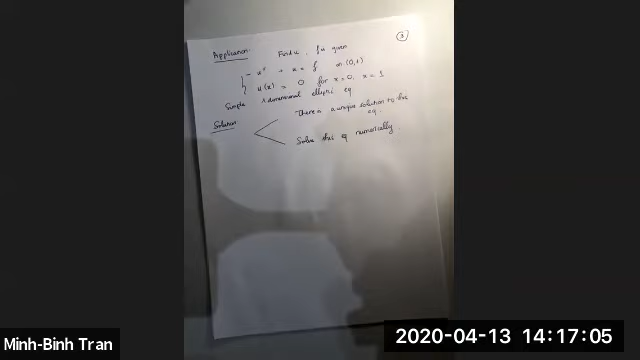 ③
Application: Find u, f is given
- u" + u = f on (0,1)
u(x) = 0 for x=0, x=1
Simple 1 dimensional elliptic eq
There is a unique solution to the
eq.
Solution:
Solve this eq numerically
Minh-Binh Tran
2020-04-13 14:17:05